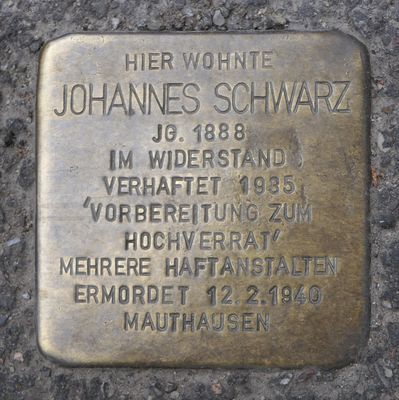 HIER WOHNTE
JOHANNES SCHWARZ
JG. 1888
IM WIDERSTAND
VERHAFTET 1935
'VORBEREITUNG ZUM
HOCHVERRAT'
MEHRERE HAFTANSTALTEN
ERMORDET 12.2.1940
MAUTHAUSEN